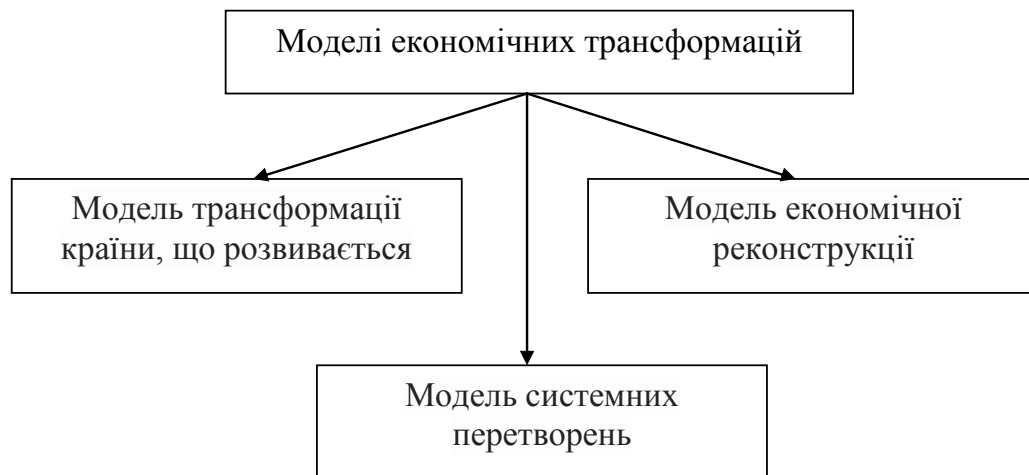 Моделі економічних трансформацій
Модель трансформації
країни, що розвивається
Модель економічної
реконструкції
Модель системних
перетворень